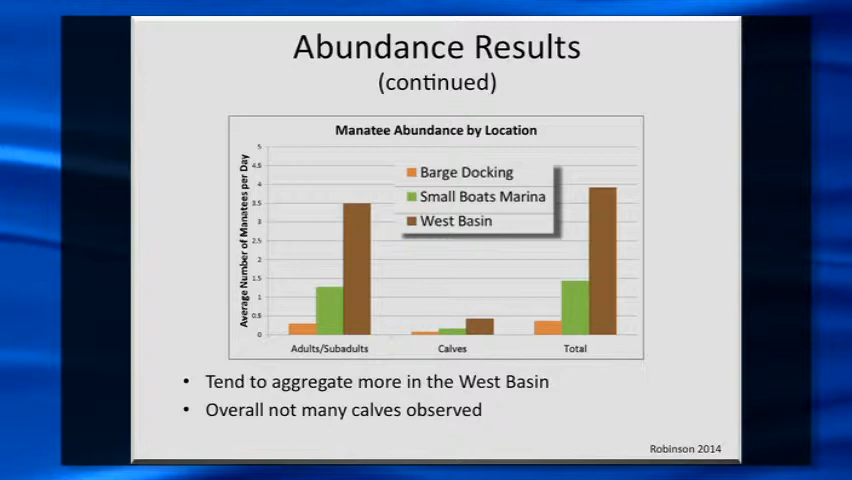 Abundance Results
(continued)
Manatee Abundance by Location
Average Number of Manatees per Day
5
4.5
4
3.5
3
2.5
2
1.5
1
0.5
0
Barge Docking
Small Boats Marina
West Basin
Adults/Subadults Calves Total
• Tend to aggregate more in the West Basin
• Overall not many calves observed
Robinson 2014